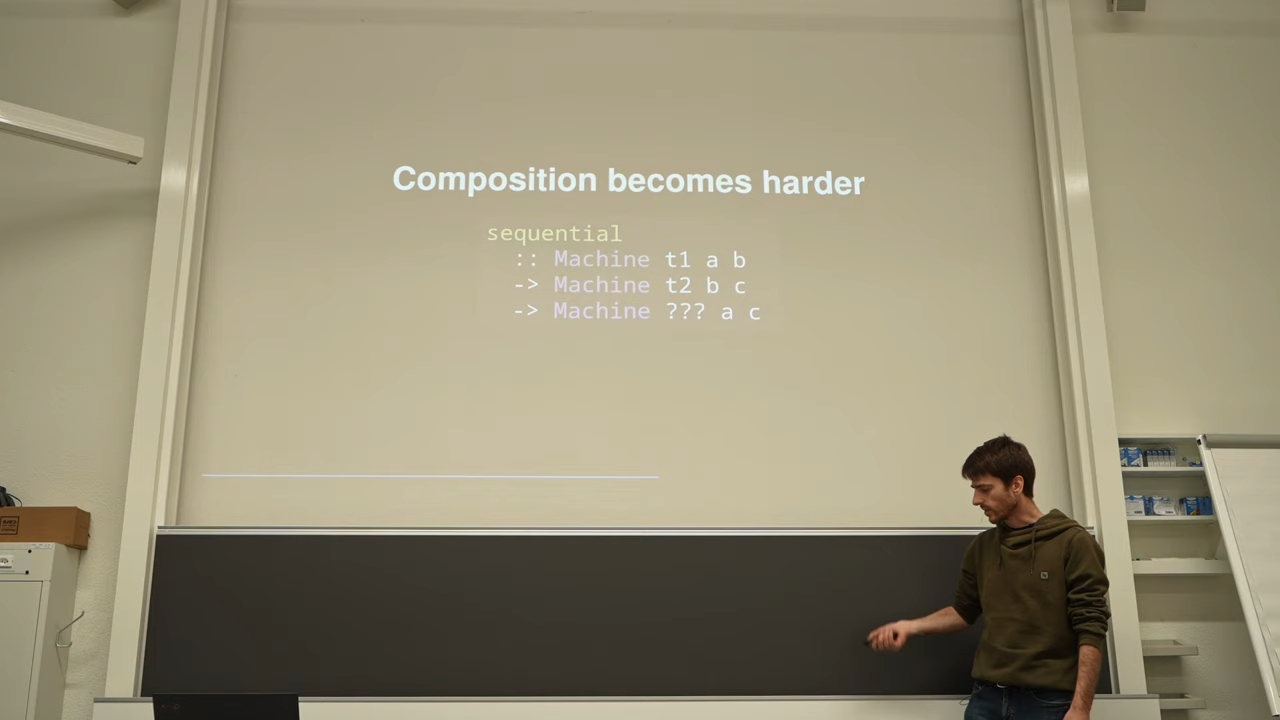 Composition becomes harder
sequential
:: Machine t1 a b
-> Machine t2 b c
-> Machine ??? a c